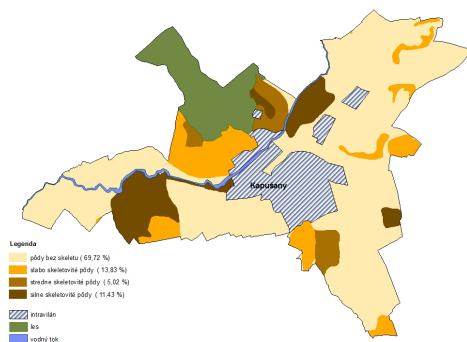 Kapusany
Legenda
pôdy bez skeletu ( 69,72 %)
slabo skeletovité pôdy ( 13,83 %)
stredne skeletovité pôdy ( 5,02 %)
silne skeletovité pôdy ( 11,43 %)
intravilán
les
vodný tok